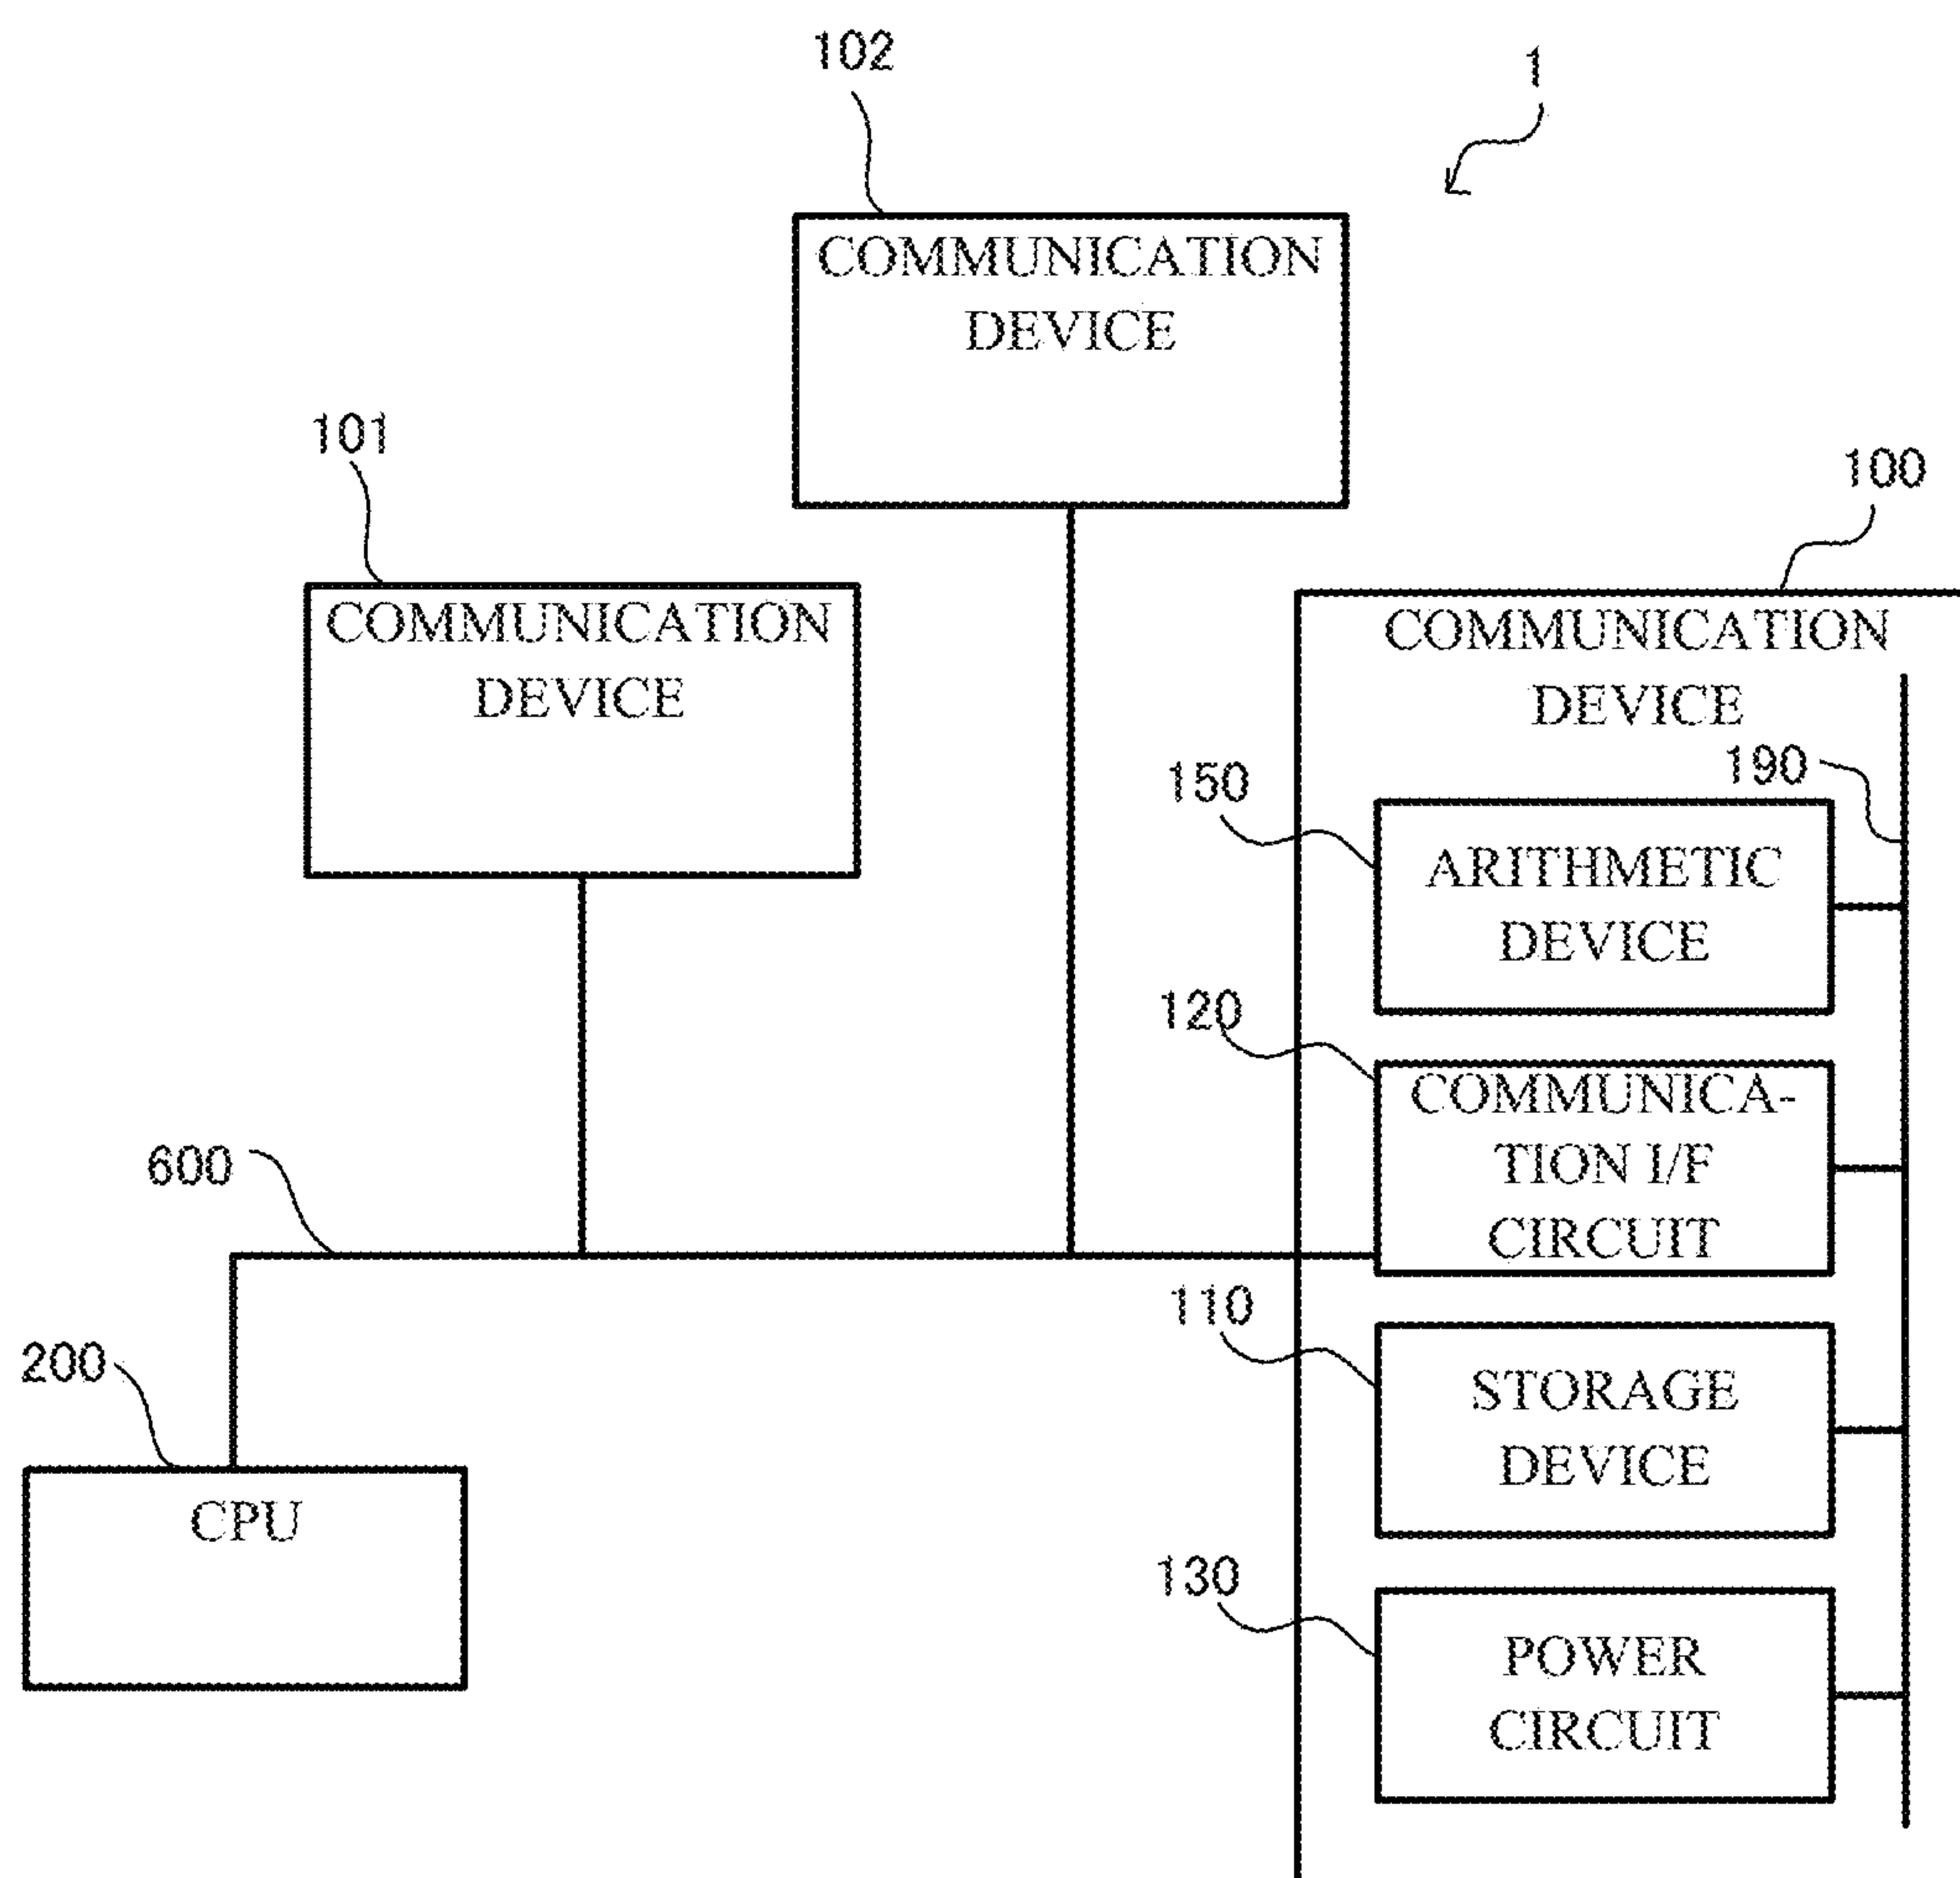 102
1
COMMUNICATION
DEVICE
101
100
COMMUNICATION
DEVICE
COMMUNICATION
DEVICE
190
150
ARITHMETIC
DEVICE
120
COMMUNICA-
TION I/F
CIRCUIT
600
110
STORAGE
DEVICE
200
CPU
130
POWER
CIRCUIT